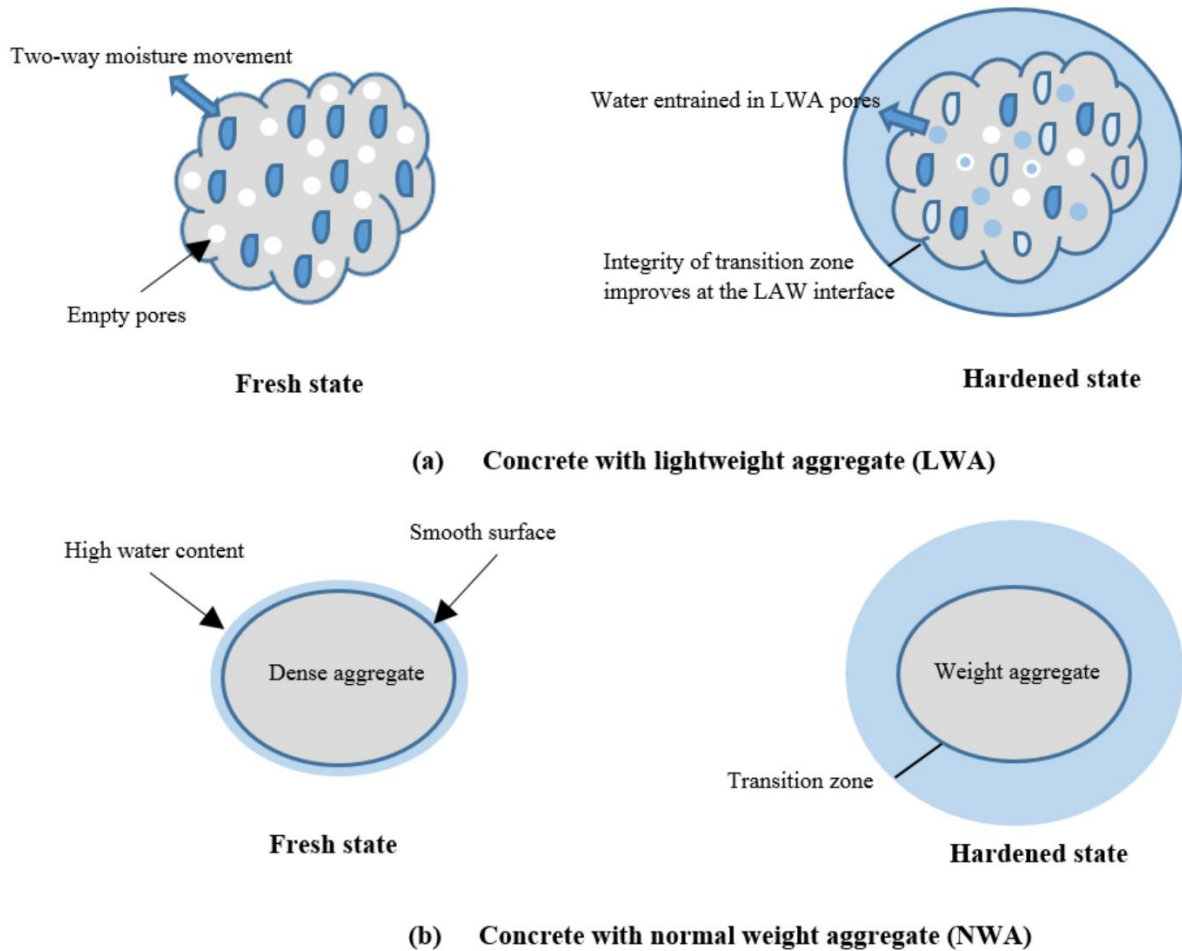 Two-way moisture movement
Water entrained in LWA pores
Integrity of transition zone
improves at the LAW interface
Empty pores
Fresh state
Hardened state
(a) Concrete with lightweight aggregate (LWA)
High water content
Smooth surface
Dense aggregate
Weight aggregate
Transition zone
Fresh state
Hardened state
(b) Concrete with normal weight aggregate (NWA)